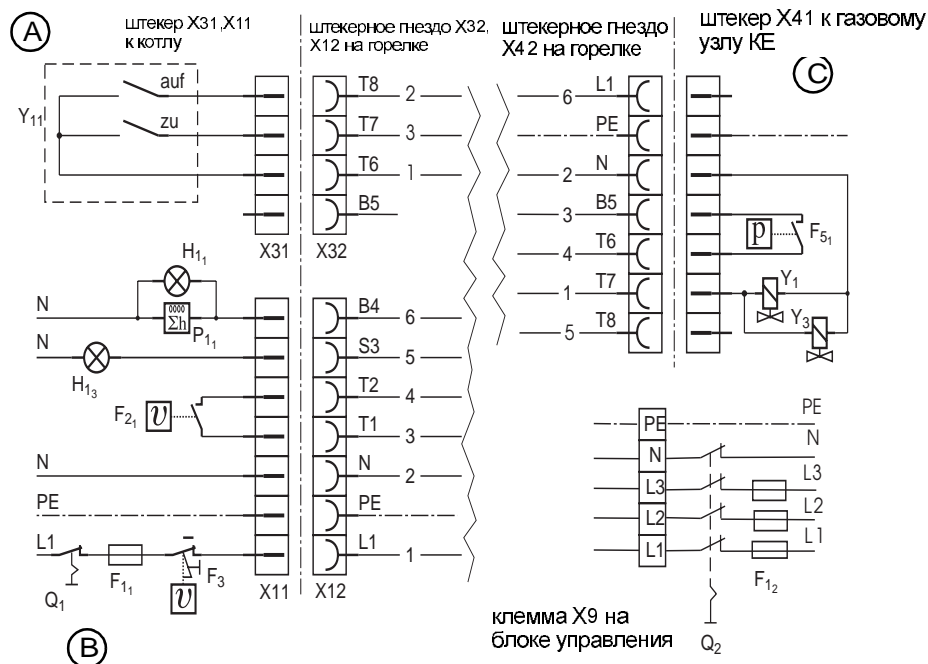 A
штекер X31,X11
к котлу
штекерное гнездо X32,
X12 на горелке
штекерное гнездо
X42 на горелке
штекер X41 к газовому
узлу KE
C
Y11
auf
zu
T8 2
T7 3
T6 1
B5
X31 X32
6 L1
PE
2 N
3 B5
4 T6
1 T7
5 T8
p F51
Y1
Y3
H11
N
0000
Σh P11
N
H13
F21 v
N
PE
L1
Q1
F11
F3
v
B4 6
S3 5
T2 4
T1 3
N 2
PE
L1 1
X11 X12
B
PE PE
N N
L3 L3
L2 L2
L1 L1
F12
клемма X9 на
блоке управления
Q2